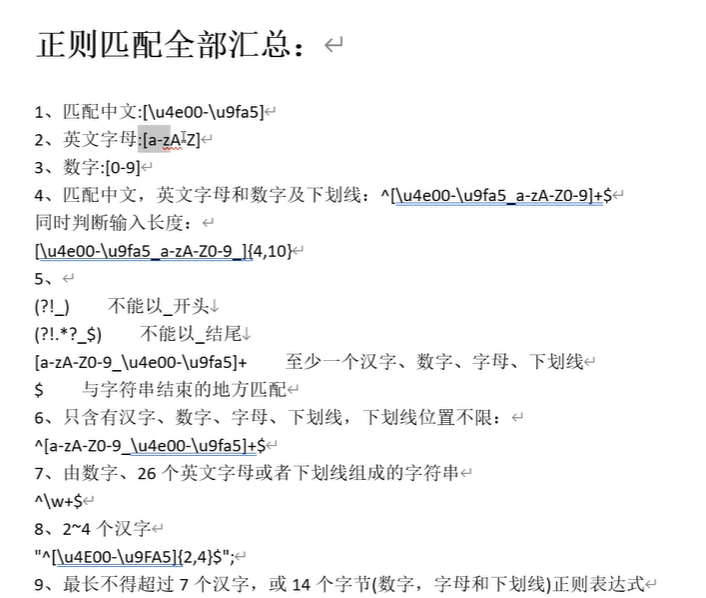 正则匹配全部汇总：
1、匹配中文:[\u4e00-\u9fa5]
2、英文字母:[a-zA-Z]
3、数字:[0-9]
4、匹配中文，英文字母和数字及下划线：^[\u4e00-\u9fa5_a-zA-Z0-9]+$
同时判断输入长度：
[\u4e00-\u9fa5_a-zA-Z0-9_]{4,10}
5、
(?!_)  不能以_开头
(?!.*?_$)  不能以_结尾
[a-zA-Z0-9_\u4e00-\u9fa5]+  至少一个汉字、数字、字母、下划线
$  与字符串结束的地方匹配
6、只含有汉字、数字、字母、下划线，下划线位置不限：
^[a-zA-Z0-9_\u4e00-\u9fa5]+$
7、由数字、26 个英文字母或者下划线组成的字符串
^\w+$
8、2~4 个汉字
"^[\u4E00-\u9FA5]{2,4}$";
9、最长不得超过 7 个汉字，或 14 个字节(数字，字母和下划线)正则表达式